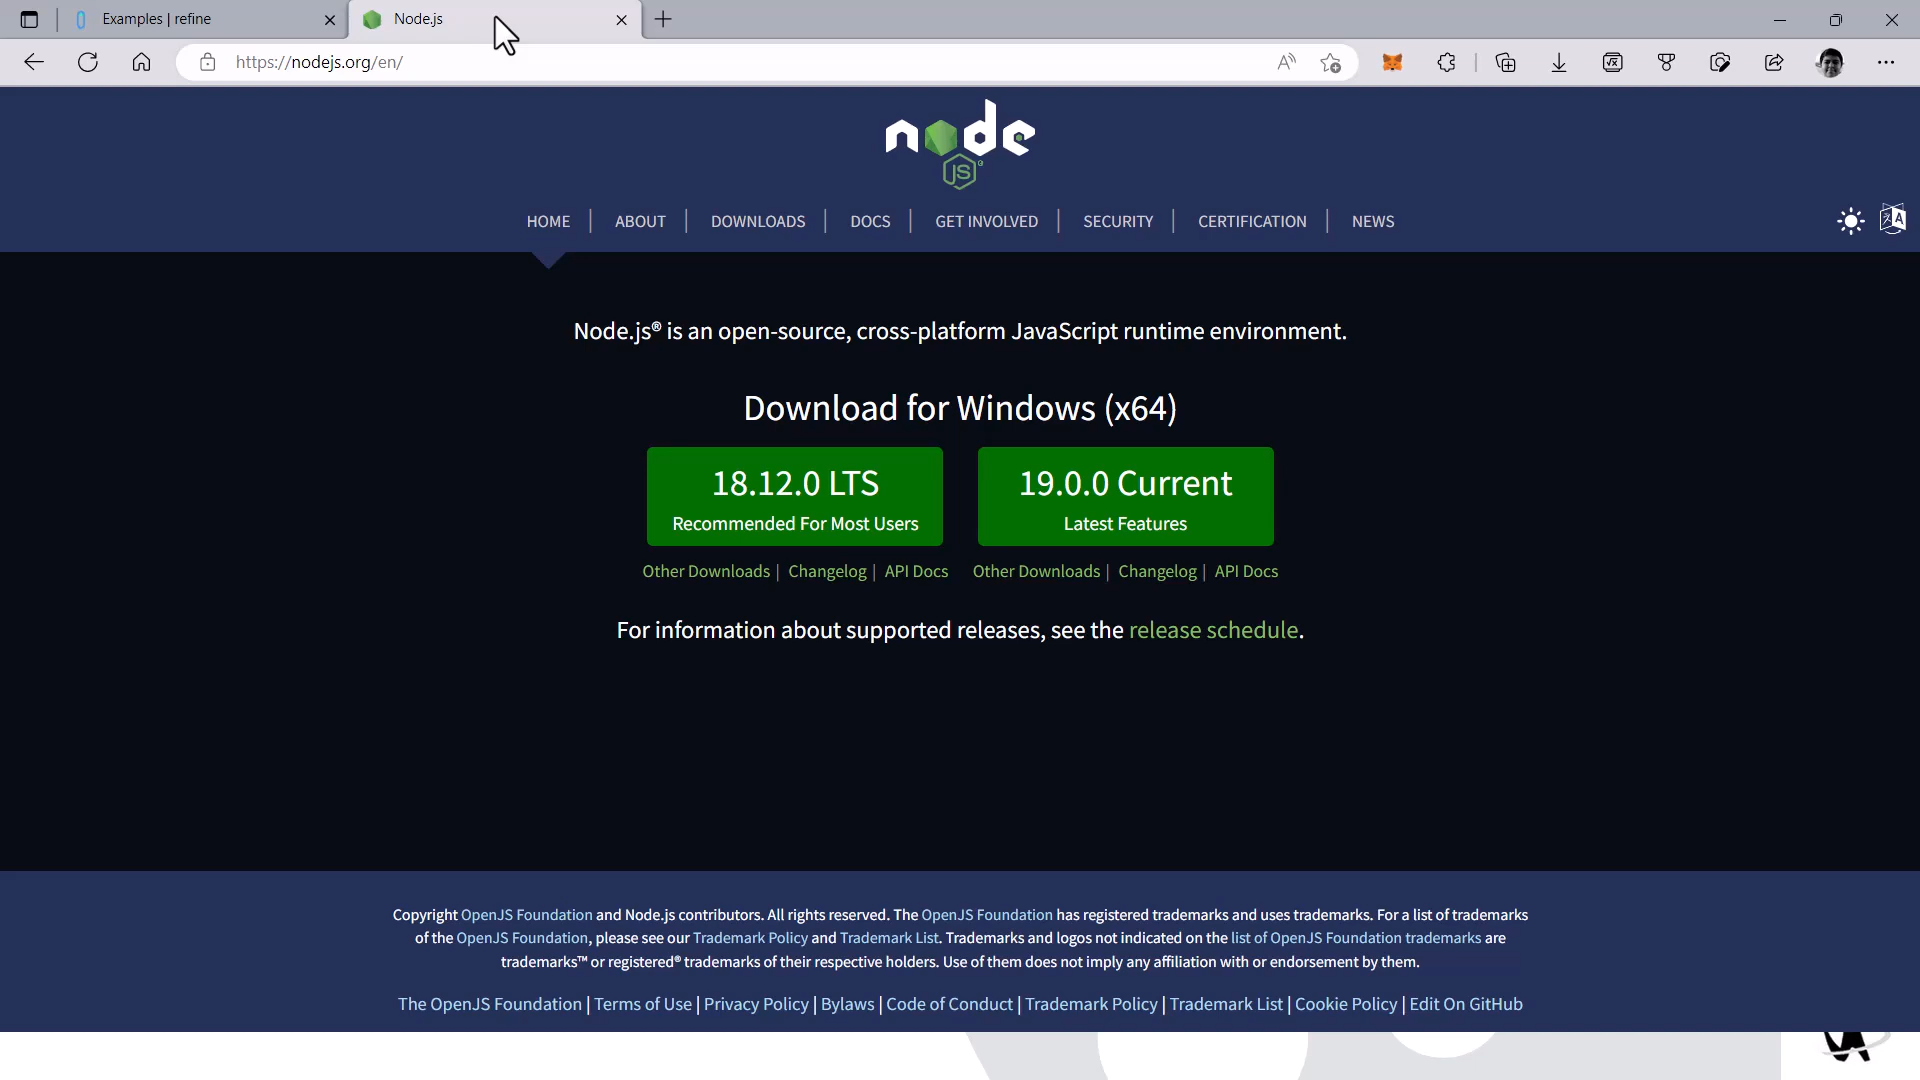 Examples | refine
Node.js
https://nodejs.org/en/
node
JS
HOME | ABOUT | DOWNLOADS | DOCS | GET INVOLVED | SECURITY | CERTIFICATION | NEWS
Node.js® is an open-source, cross-platform JavaScript runtime environment.
Download for Windows (x64)
18.12.0 LTS
Recommended For Most Users
19.0.0 Current
Latest Features
Other Downloads | Changelog | API Docs
Other Downloads | Changelog | API Docs
For information about supported releases, see the release schedule.
Copyright OpenJS Foundation and Node.js contributors. All rights reserved. The OpenJS Foundation has registered trademarks and uses trademarks. For a list of trademarks
of the OpenJS Foundation, please see our Trademark Policy and Trademark List. Trademarks and logos not indicated on the list of OpenJS Foundation trademarks are
trademarks™ or registered® trademarks of their respective holders. Use of them does not imply any affiliation with or endorsement by them.
The OpenJS Foundation | Terms of Use | Privacy Policy | Bylaws | Code of Conduct | Trademark Policy | Trademark List | Cookie Policy | Edit On GitHub